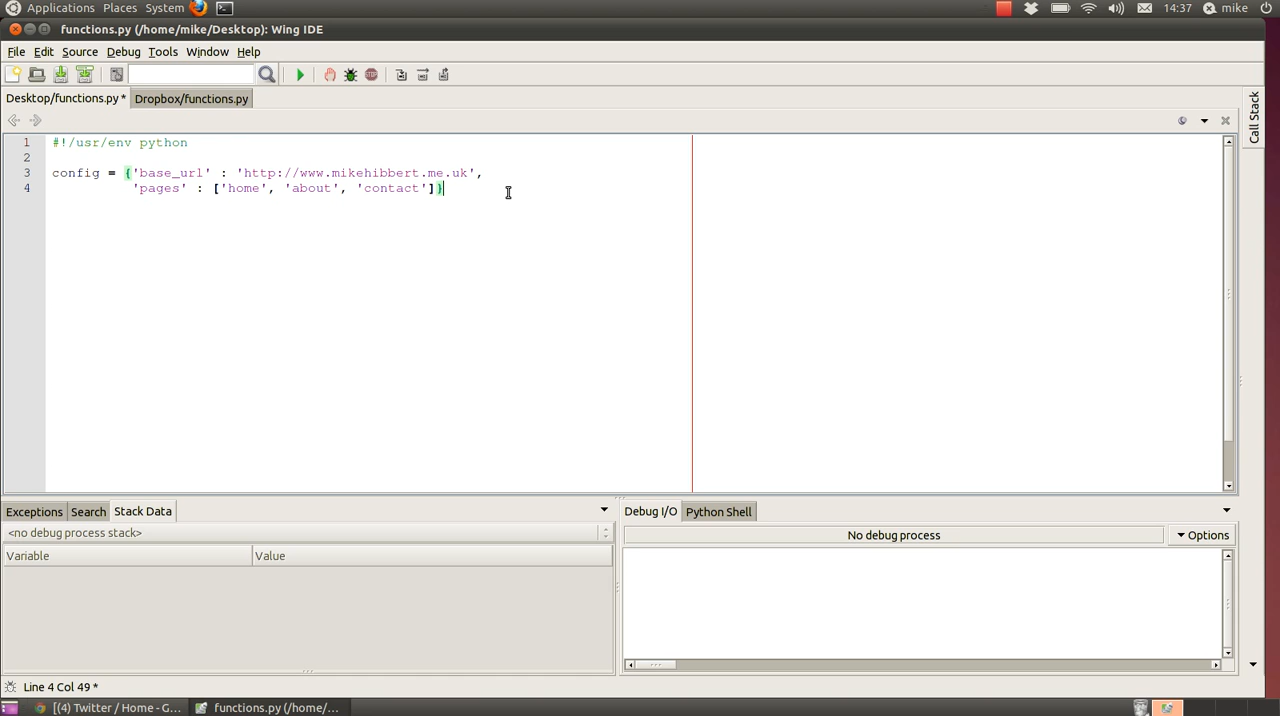 Applications Places System 14:37 mike
functions.py (/home/mike/Desktop): Wing IDE
File Edit Source Debug Tools Window Help
Desktop/functions.py * Dropbox/functions.py
Call Stack
1 #!/usr/env python
2
3 config = {'base_url' : 'http://www.mikehibbert.me.uk',
4 'pages' : ['home', 'about', 'contact']}
Exceptions Search Stack Data
<no debug process stack>
Variable Value
Debug I/O Python Shell
No debug process Options
Line 4 Col 49 *
[(4) Twitter / Home - G... functions.py (/home/...